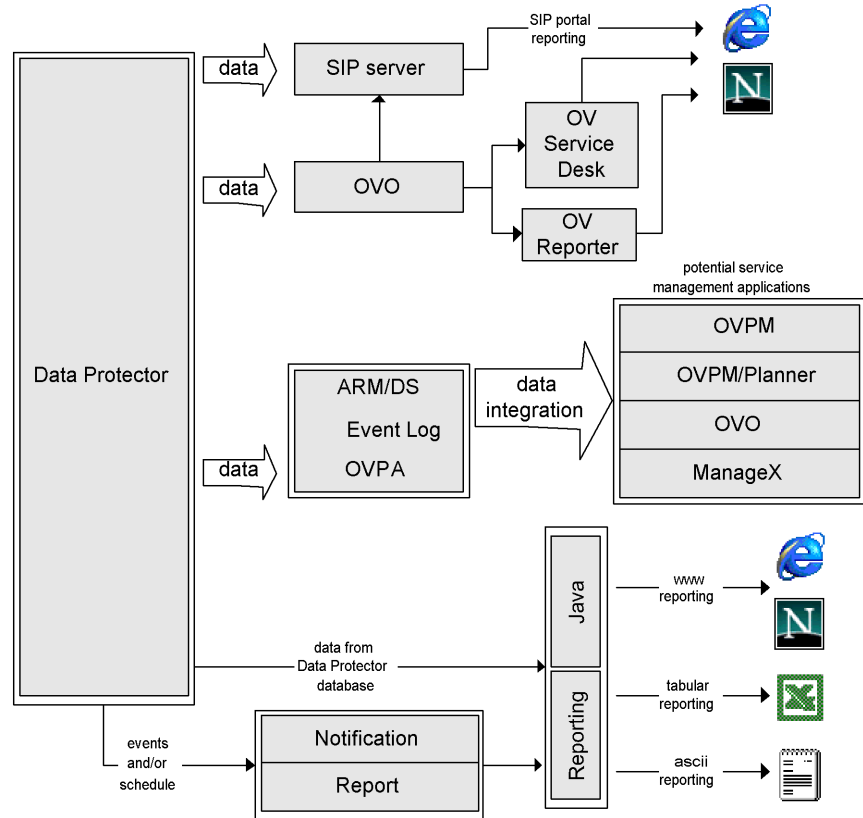 SIP portal
reporting
data
SIP server
N
OV
Service
Desk
data
OVO
OV
Reporter
potential service
management applications
OVPM
Data Protector
ARM/DS
data
integration
OVPM/Planner
Event Log
OVO
data
OVPA
ManageX
Java
www
reporting
N
data from
Data Protector
database
Reporting
tabular
reporting
events
and/or
schedule
Notification
Report
ascii
reporting